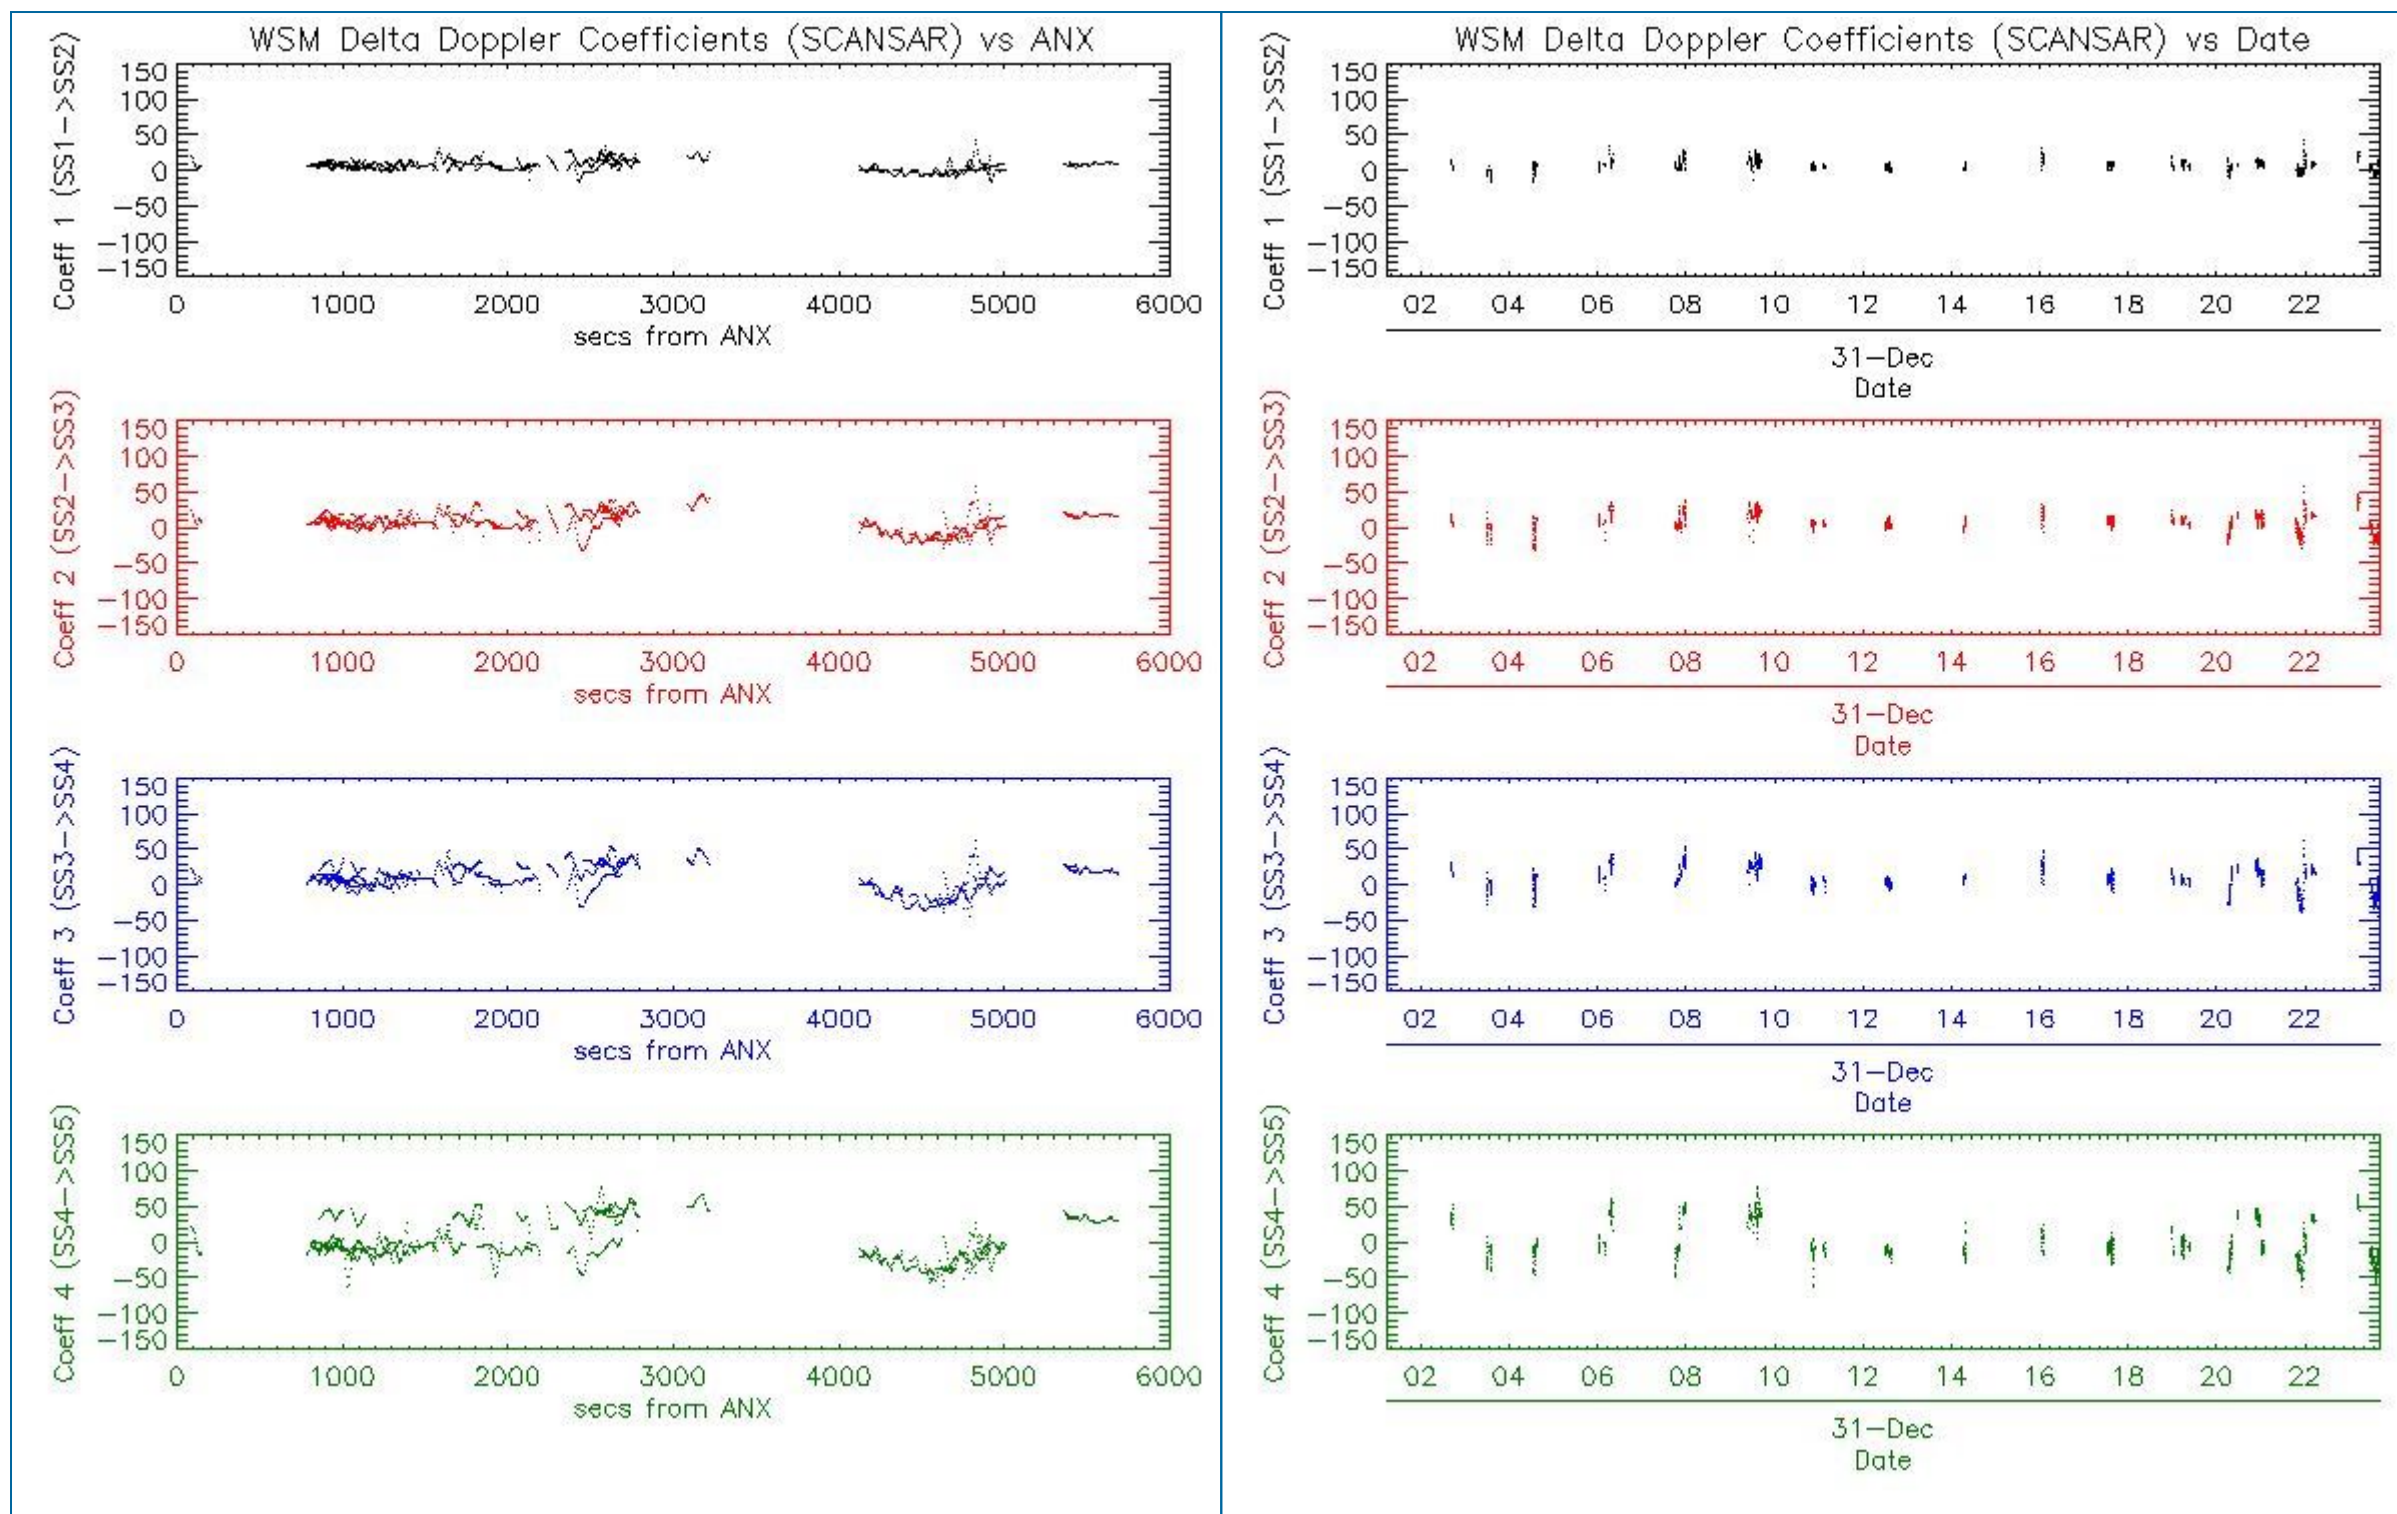 WSM Delta Doppler Coefficients (SCANSAR) vs ANX
Coeff 1 (SS1->SS2)
150
100
50
0
-50
-100
-150
0 1000 2000 3000 4000 5000 6000
secs from ANX
Coeff 2 (SS2->SS3)
150
100
50
0
-50
-100
-150
0 1000 2000 3000 4000 5000 6000
secs from ANX
Coeff 3 (SS3->SS4)
150
100
50
0
-50
-100
-150
0 1000 2000 3000 4000 5000 6000
secs from ANX
Coeff 4 (SS4->SS5)
150
100
50
0
-50
-100
-150
0 1000 2000 3000 4000 5000 6000
secs from ANX
WSM Delta Doppler Coefficients (SCANSAR) vs Date
Coeff 1 (SS1->SS2)
150
100
50
0
-50
-100
-150
02 04 06 08 10 12 14 16 18 20 22
31-Dec
Date
Coeff 2 (SS2->SS3)
150
100
50
0
-50
-100
-150
02 04 06 08 10 12 14 16 18 20 22
31-Dec
Date
Coeff 3 (SS3->SS4)
150
100
50
0
-50
-100
-150
02 04 06 08 10 12 14 16 18 20 22
31-Dec
Date
Coeff 4 (SS4->SS5)
150
100
50
0
-50
-100
-150
02 04 06 08 10 12 14 16 18 20 22
31-Dec
Date